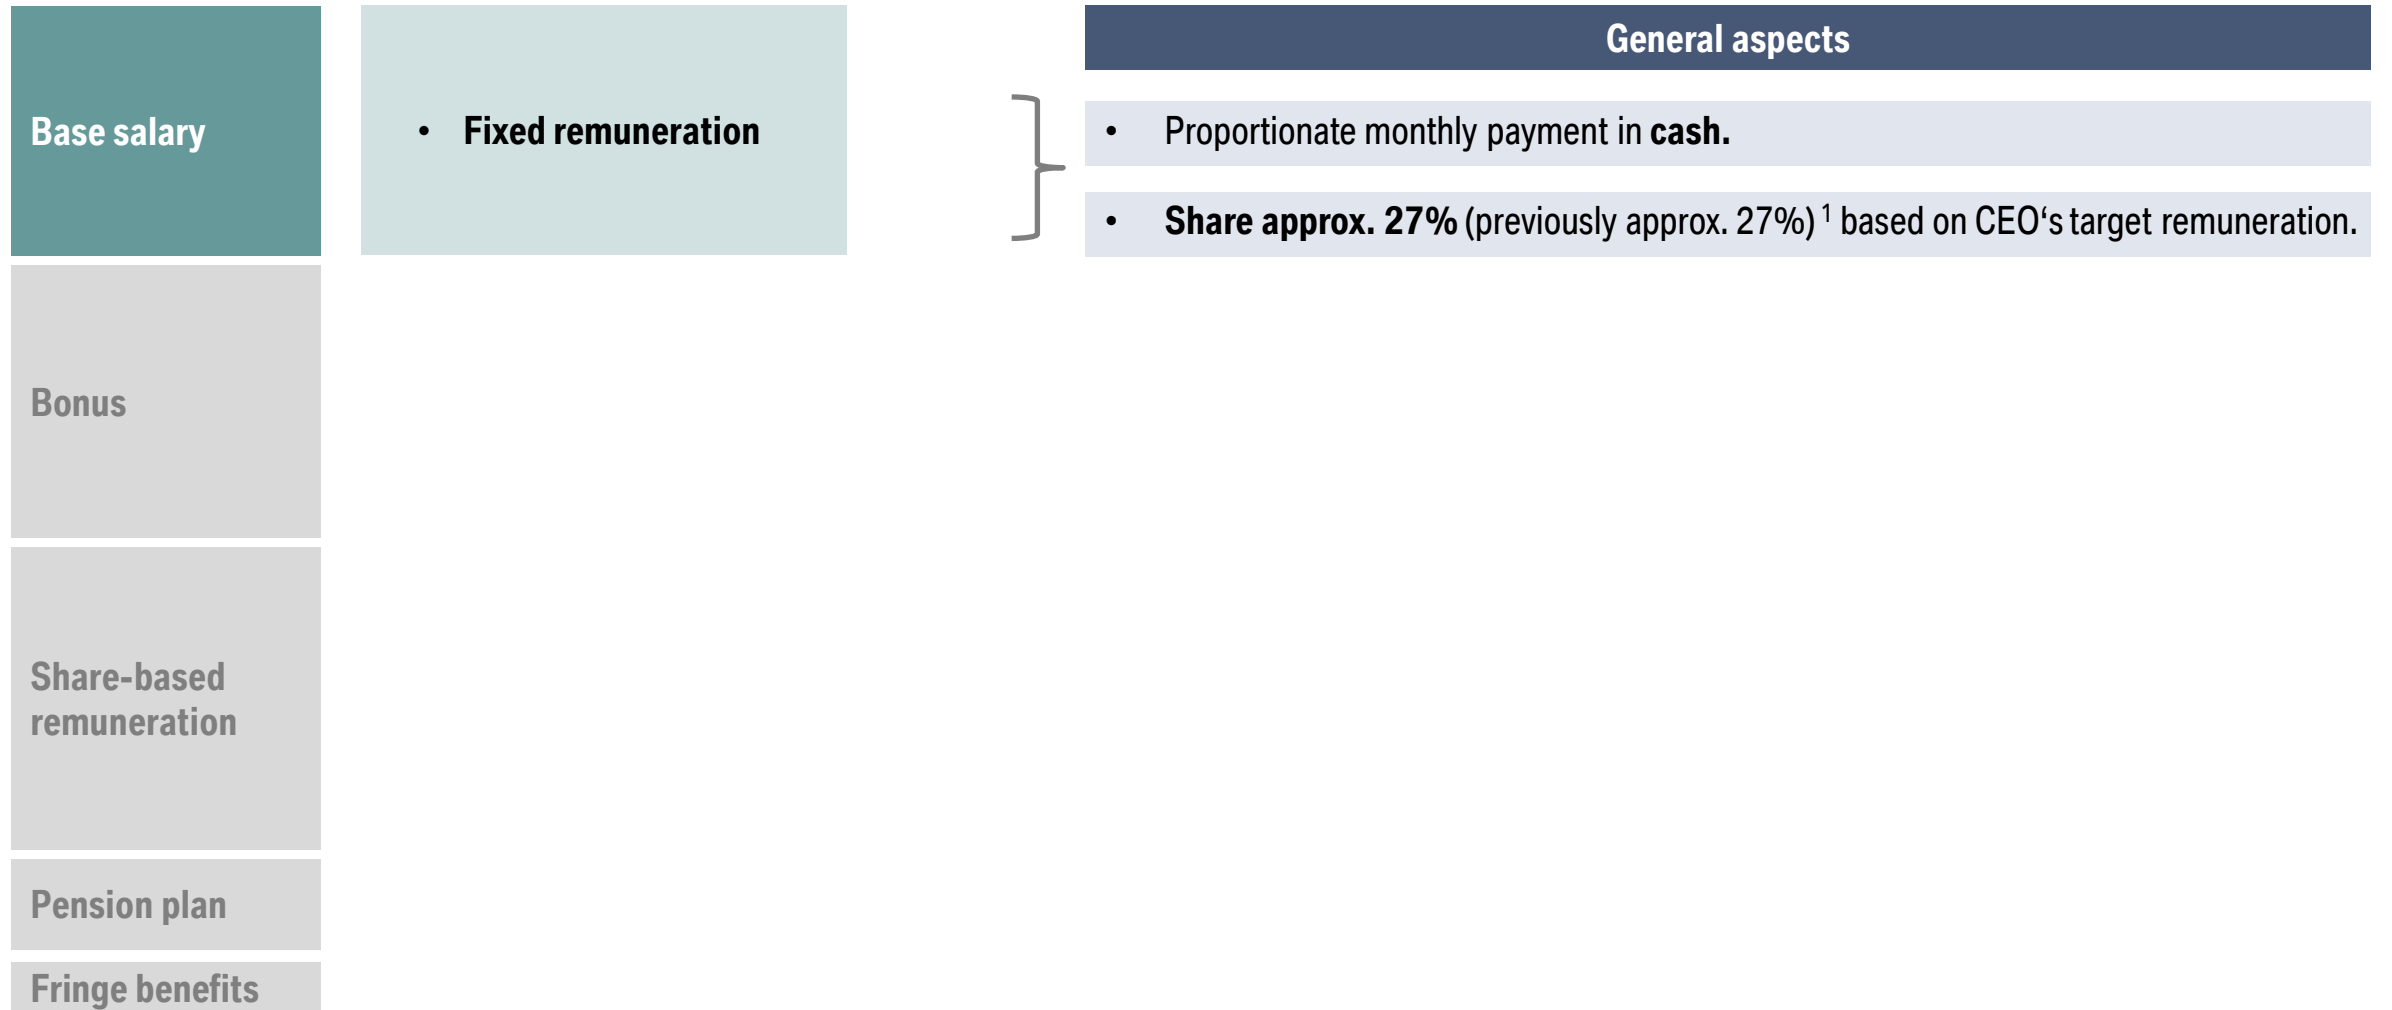 General aspects
Base salary
• Fixed remuneration
• Proportionate monthly payment in cash.
• Share approx. 27% (previously approx. 27%) ¹ based on CEO‘s target remuneration.
Bonus
Share-based
remuneration
Pension plan
Fringe benefits